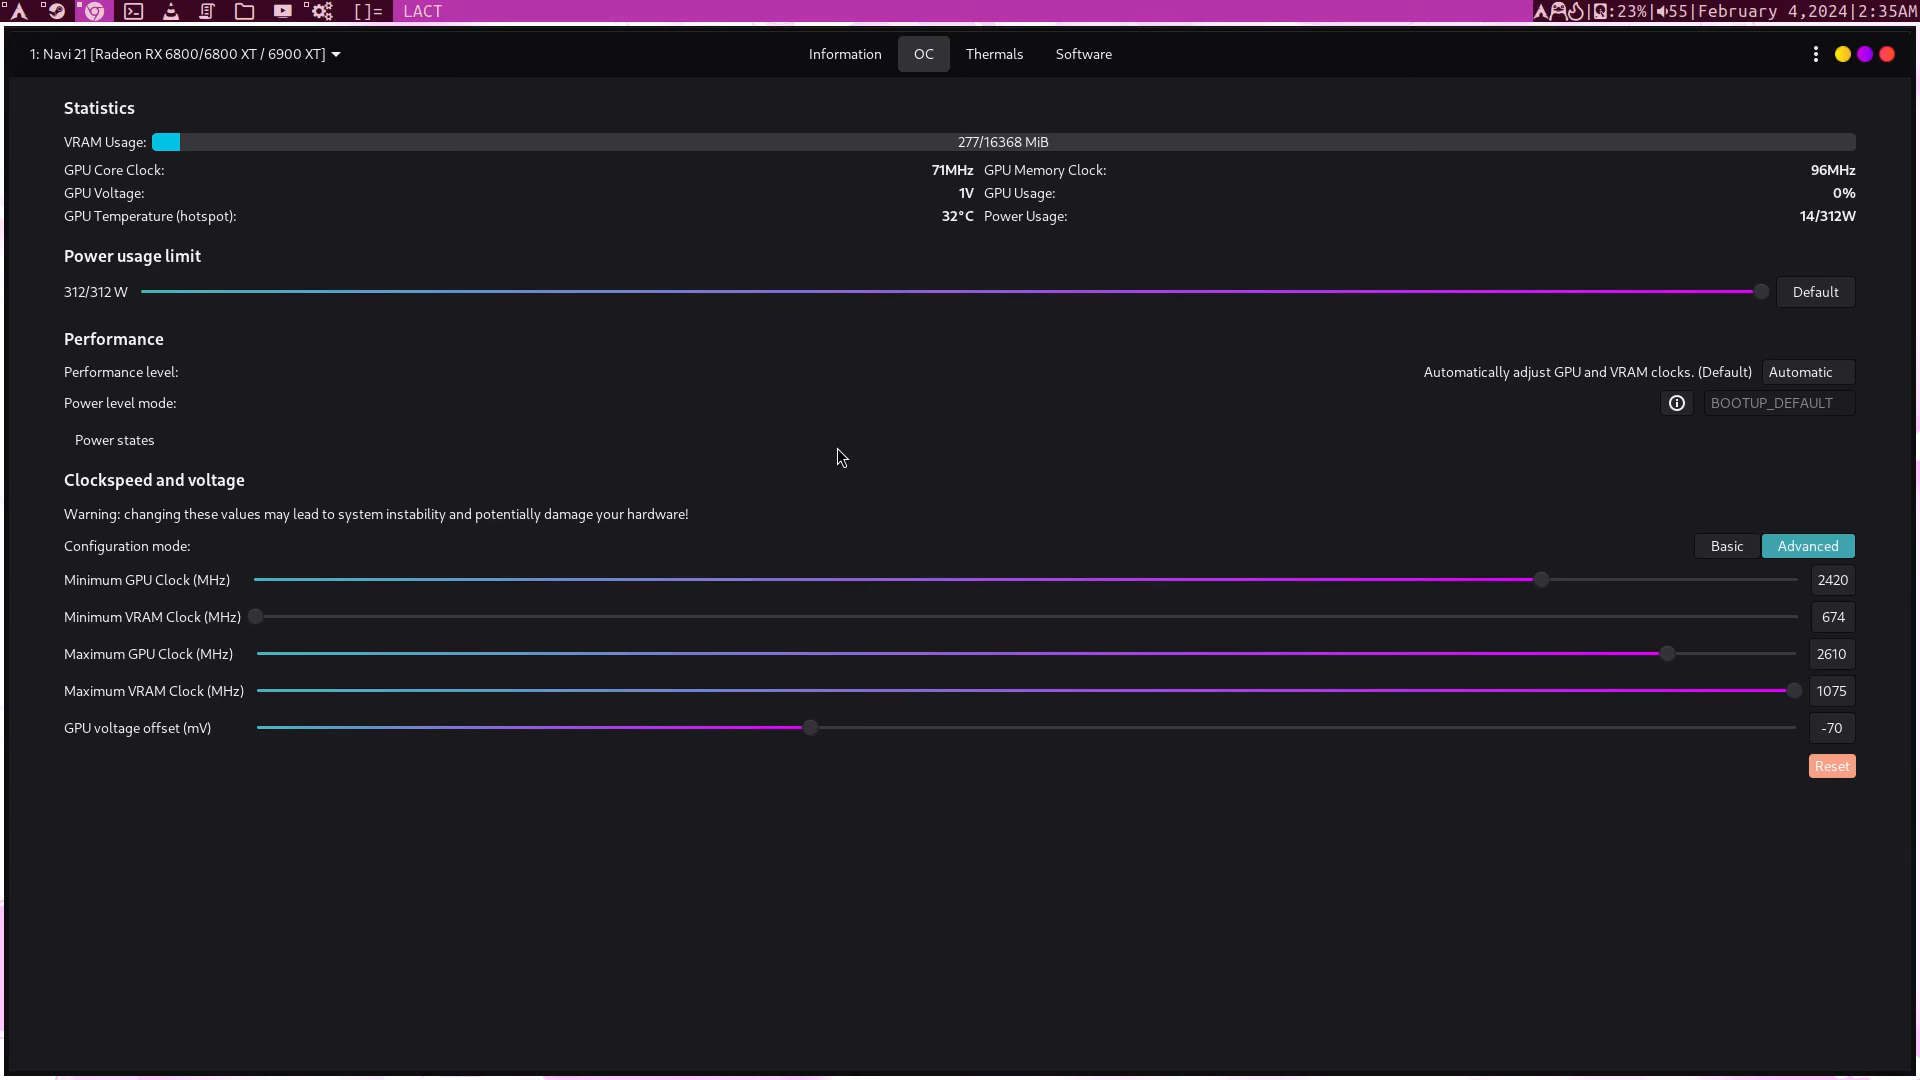 []= LACT :23%| 55|February 4,2024|2:35AM
1: Navi 21 [Radeon RX 6800/6800 XT / 6900 XT] Information OC Thermals Software
Statistics
VRAM Usage: 277/16368 MiB
GPU Core Clock: 71MHz GPU Memory Clock: 96MHz
GPU Voltage: 1V GPU Usage: 0%
GPU Temperature (hotspot): 32°C Power Usage: 14/312W
Power usage limit
312/312 W Default
Performance
Performance level: Automatically adjust GPU and VRAM clocks. (Default) Automatic
Power level mode: BOOTUP_DEFAULT
Power states
Clockspeed and voltage
Warning: changing these values may lead to system instability and potentially damage your hardware!
Configuration mode: Basic Advanced
Minimum GPU Clock (MHz) 2420
Minimum VRAM Clock (MHz) 674
Maximum GPU Clock (MHz) 2610
Maximum VRAM Clock (MHz) 1075
GPU voltage offset (mV) -70
Reset